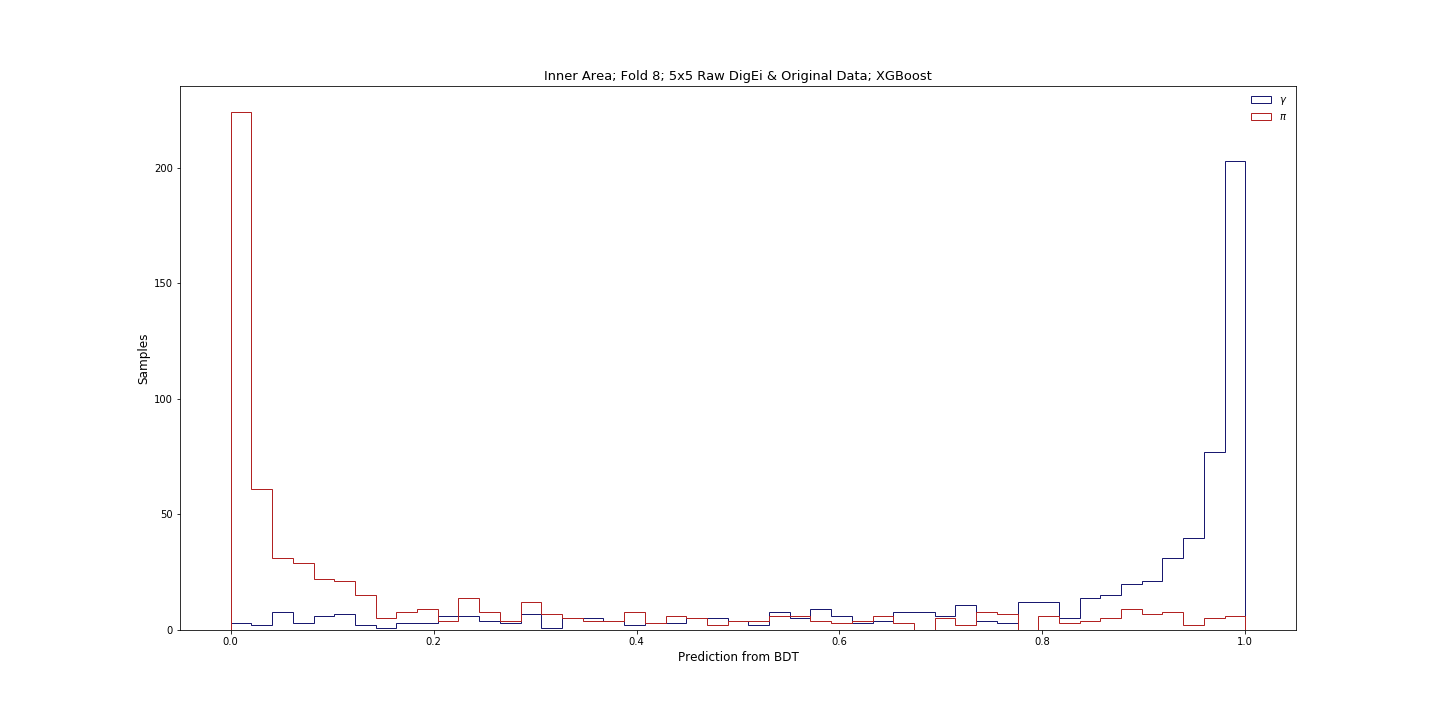 Inner Area; Fold 8; 5x5 Raw DigEi & Original Data; XGBoost
γ
π
Samples
200
150
100
50
0
0.0 0.2 0.4 0.6 0.8 1.0
Prediction from BDT